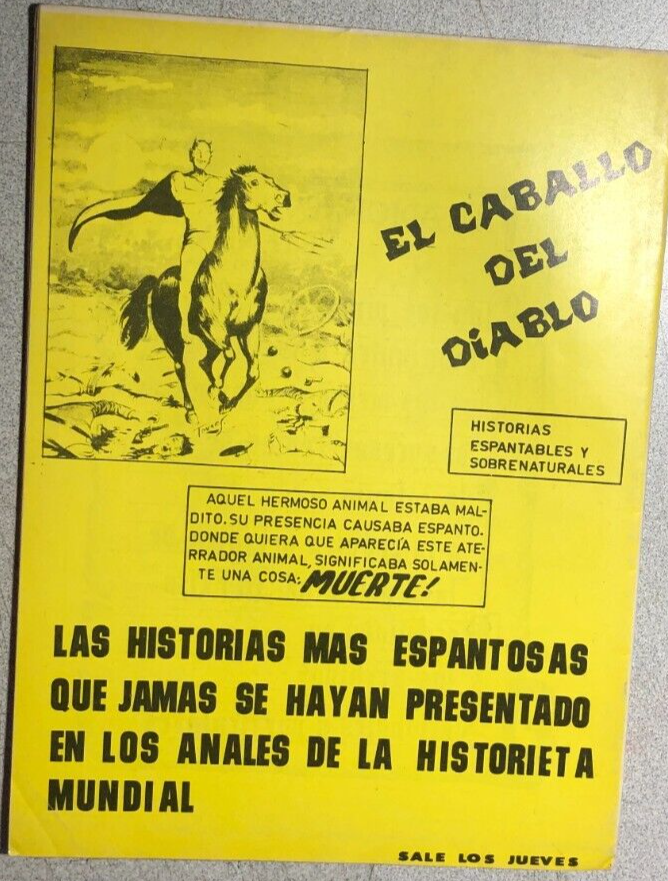 EL CABALLO
DEL
DiABLO
HISTORIAS
ESPANTABLES Y
SOBRENATURALES
AQUEL HERMOSO ANIMAL ESTABA MAL-
DITO. SU PRESENCIA CAUSABA ESPANTO.
DONDE QUIERA QUE APARECÍA ESTE ATE-
RRADOR ANIMAL, SIGNIFICABA SOLAMEN-
TE UNA COSA: MUERTE!
LAS HISTORIAS MAS ESPANTOSAS
QUE JAMAS SE HAYAN PRESENTADO
EN LOS ANALES DE LA HISTORIETA
MUNDIAL
SALE LOS JUEVES